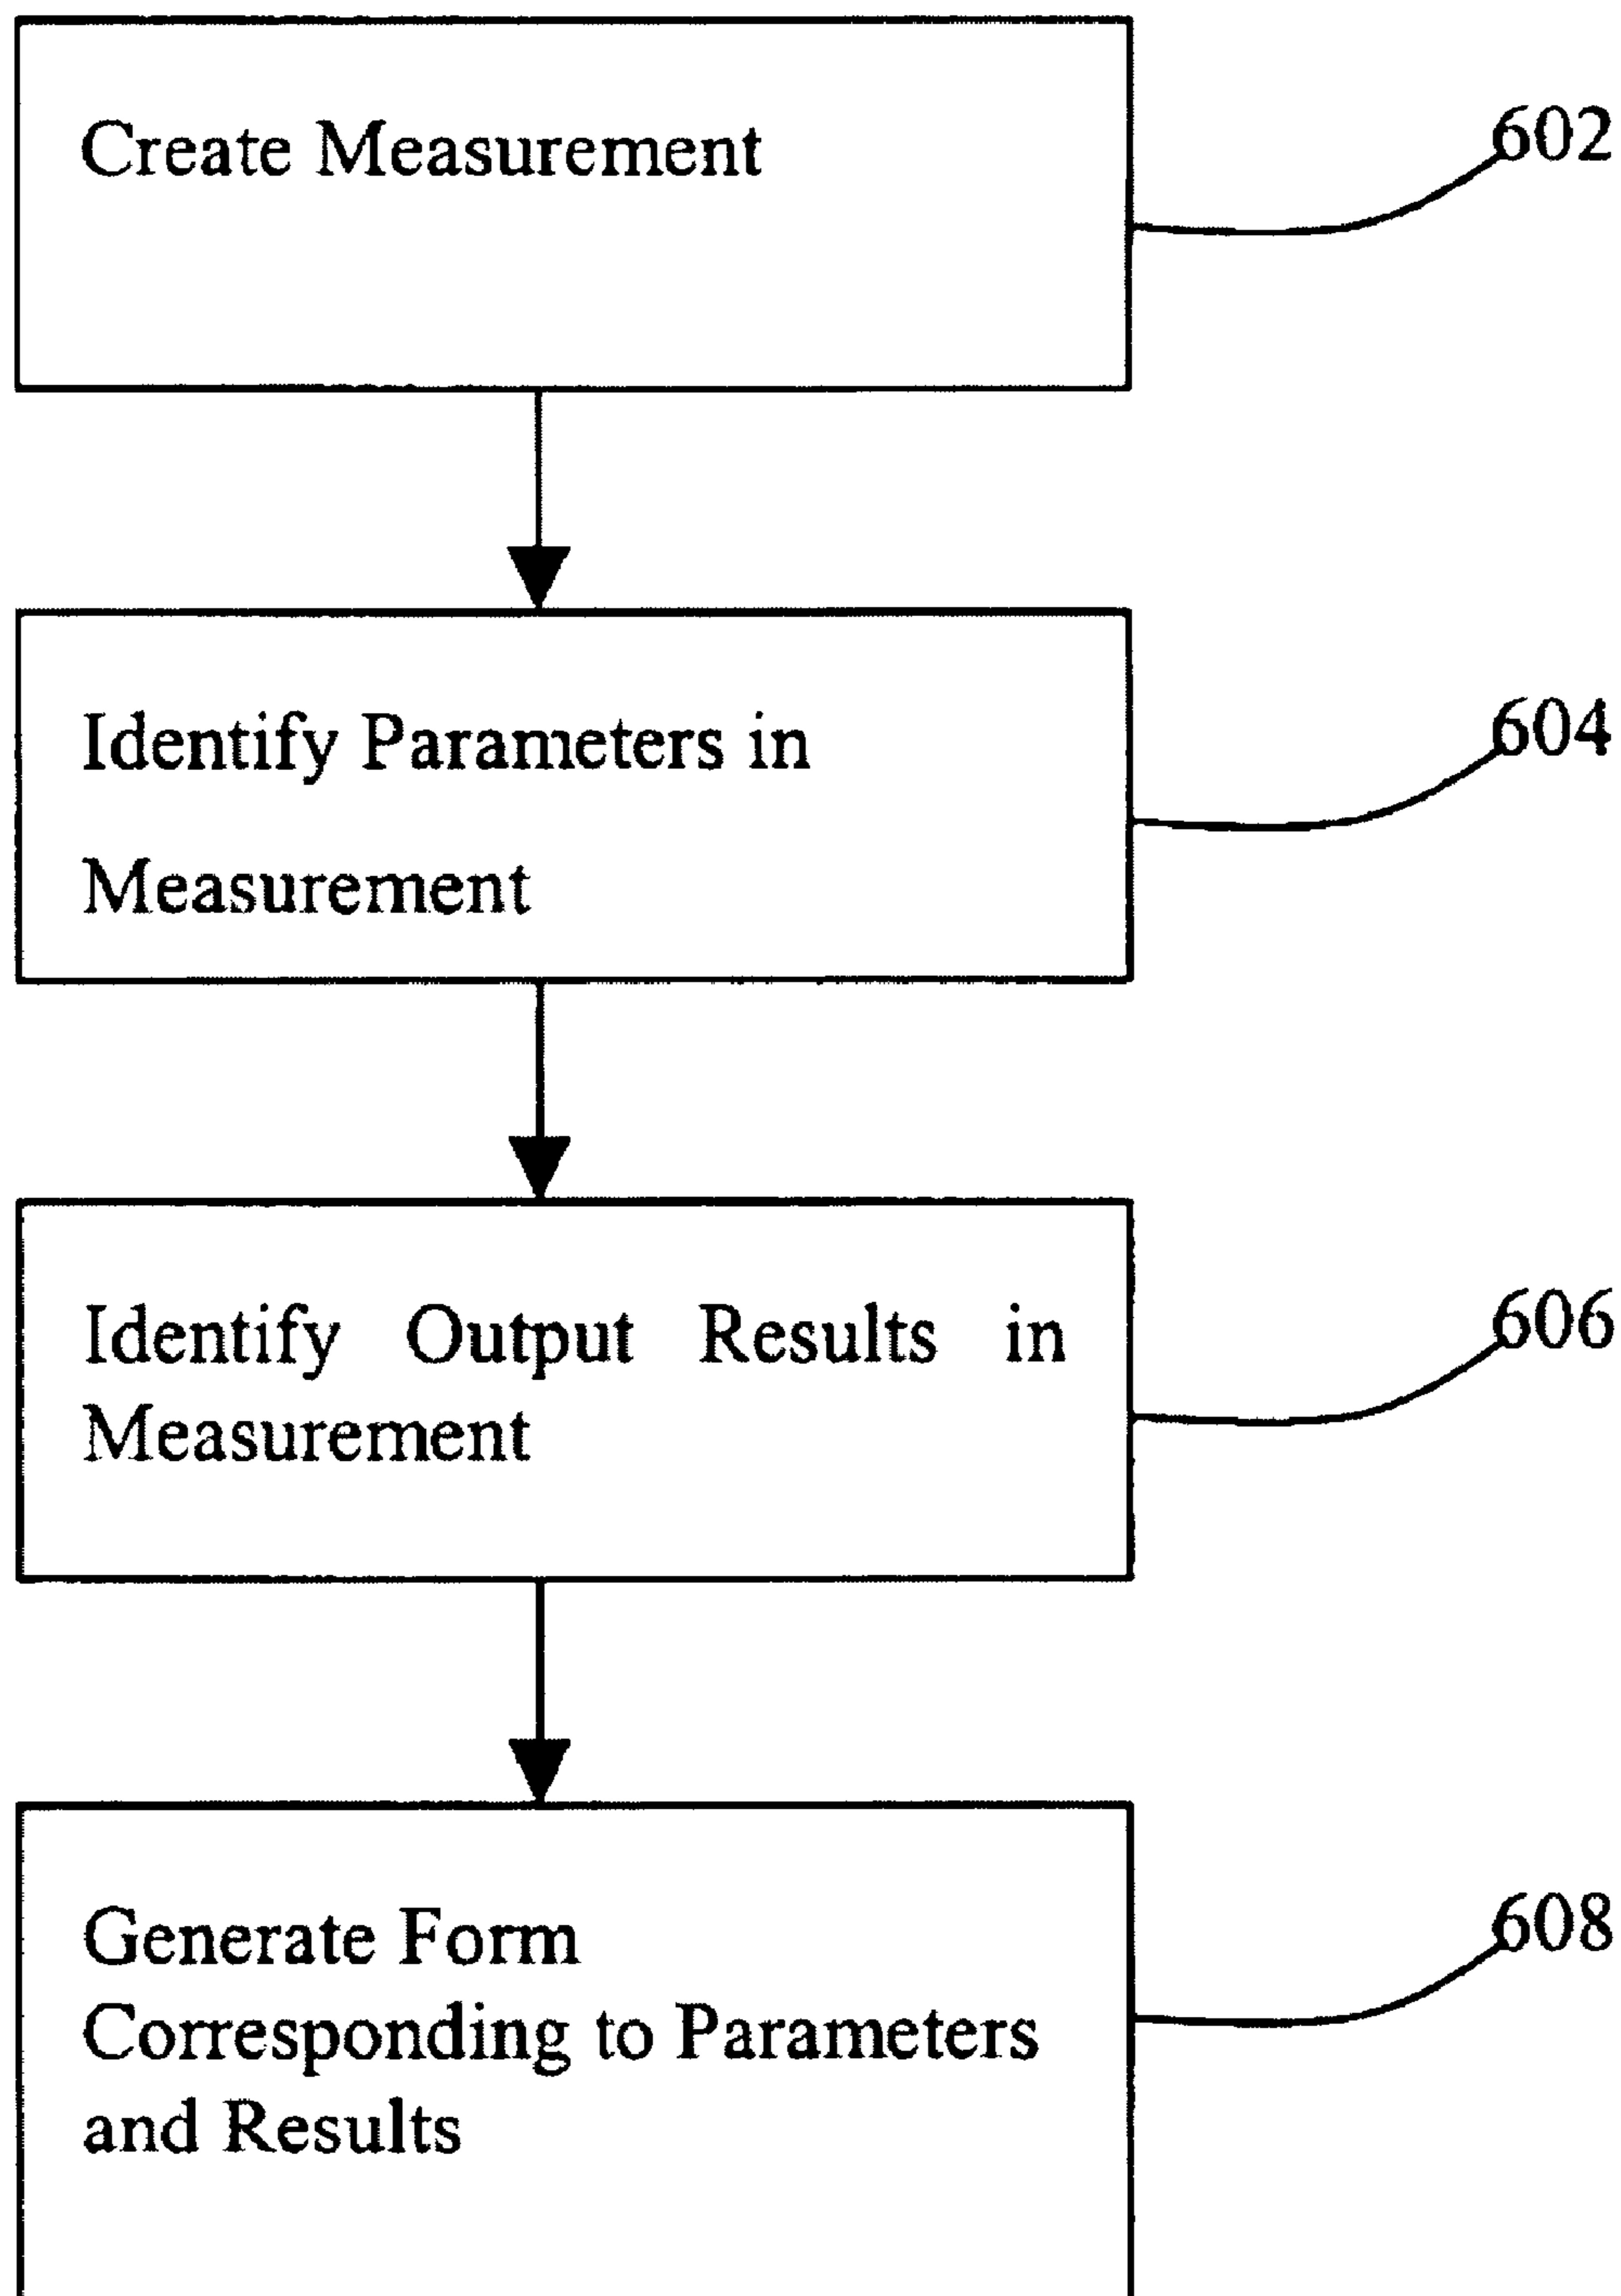 Create Measurement
602
Identify Parameters in
Measurement
604
Identify Output Results in
Measurement
606
Generate Form
Corresponding to Parameters
and Results
608